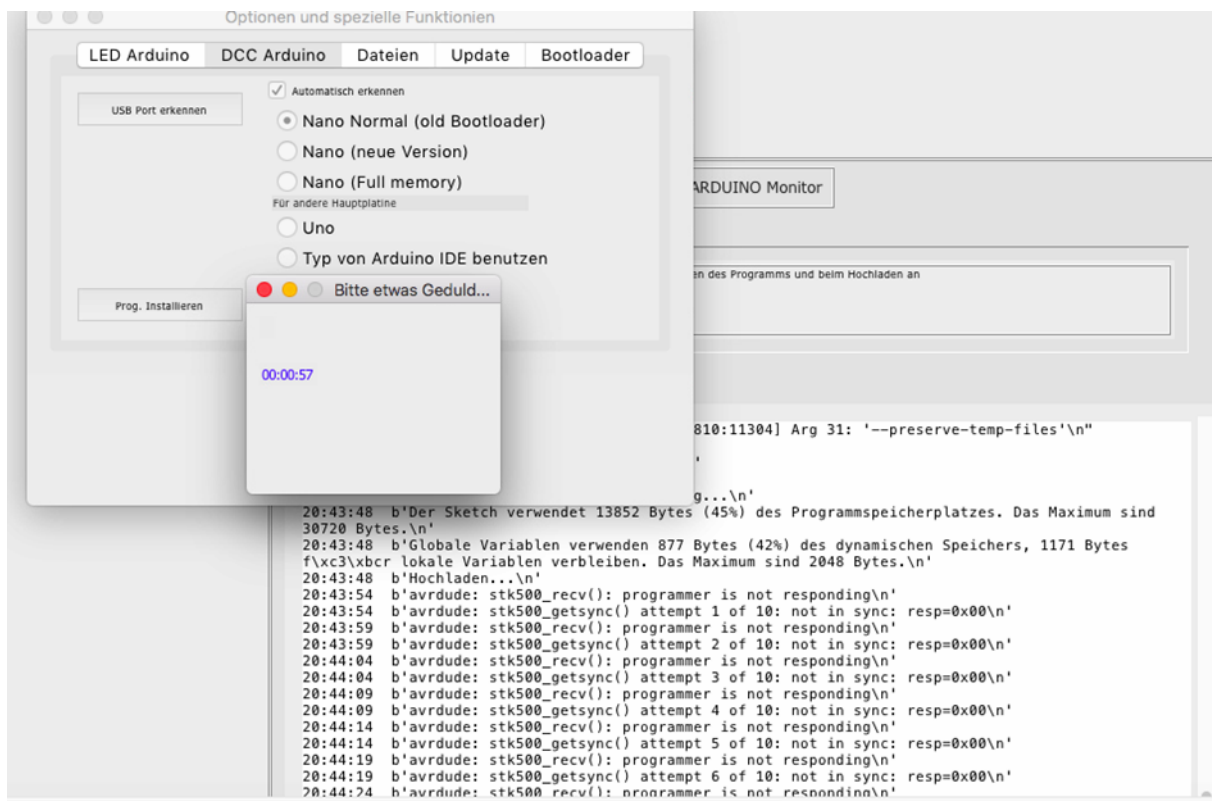 Optionen und spezielle Funktionien
LED Arduino DCC Arduino Dateien Update Bootloader
USB Port erkennen
Automatisch erkennen
Nano Normal (old Bootloader)
Nano (neue Version)
Nano (Full memory)
Für andere Hauptplatine
Uno
Typ von Arduino IDE benutzen
Prog. Installieren
Bitte etwas Geduld...
00:00:57
ARDUINO Monitor
en des Programms und beim Hochladen an
810:11304] Arg 31: '--preserve-temp-files'\n"
'
g...\n'
20:43:48 b'Der Sketch verwendet 13852 Bytes (45%) des Programmspeicherplatzes. Das Maximum sind
30720 Bytes.\n'
20:43:48 b'Globale Variablen verwenden 877 Bytes (42%) des dynamischen Speichers, 1171 Bytes
f\xc3\xbcr lokale Variablen verbleiben. Das Maximum sind 2048 Bytes.\n'
20:43:48 b'Hochladen...\n'
20:43:54 b'avrdude: stk500_recv(): programmer is not responding\n'
20:43:54 b'avrdude: stk500_getsync() attempt 1 of 10: not in sync: resp=0x00\n'
20:43:59 b'avrdude: stk500_recv(): programmer is not responding\n'
20:43:59 b'avrdude: stk500_getsync() attempt 2 of 10: not in sync: resp=0x00\n'
20:44:04 b'avrdude: stk500_recv(): programmer is not responding\n'
20:44:04 b'avrdude: stk500_getsync() attempt 3 of 10: not in sync: resp=0x00\n'
20:44:09 b'avrdude: stk500_recv(): programmer is not responding\n'
20:44:09 b'avrdude: stk500_getsync() attempt 4 of 10: not in sync: resp=0x00\n'
20:44:14 b'avrdude: stk500_recv(): programmer is not responding\n'
20:44:14 b'avrdude: stk500_getsync() attempt 5 of 10: not in sync: resp=0x00\n'
20:44:19 b'avrdude: stk500_recv(): programmer is not responding\n'
20:44:19 b'avrdude: stk500_getsync() attempt 6 of 10: not in sync: resp=0x00\n'
20:44:24 b'avrdude: stk500_recv(): programmer is not responding\n'